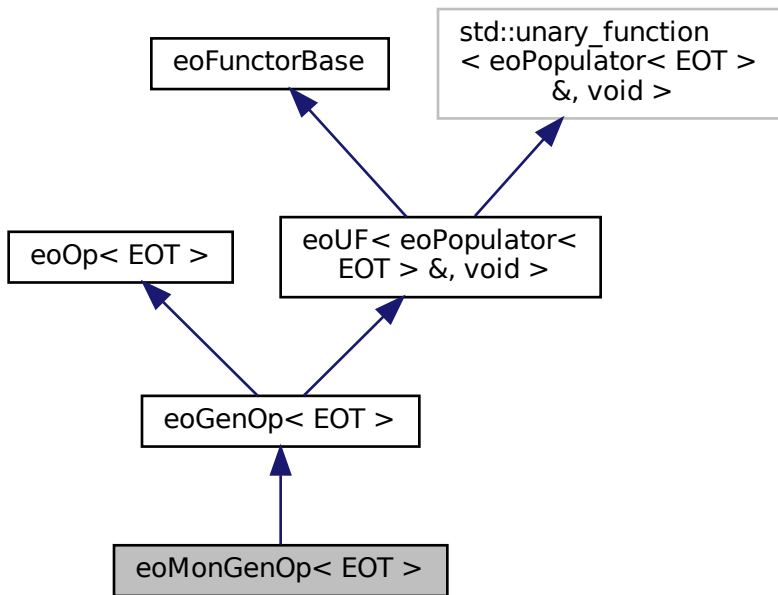 std::unary_function
< eoPopulator< EOT >
&, void >
eoFunctorBase
eoUF< eoPopulator<
EOT > &, void >
eoOp< EOT >
eoGenOp< EOT >
eoMonGenOp< EOT >